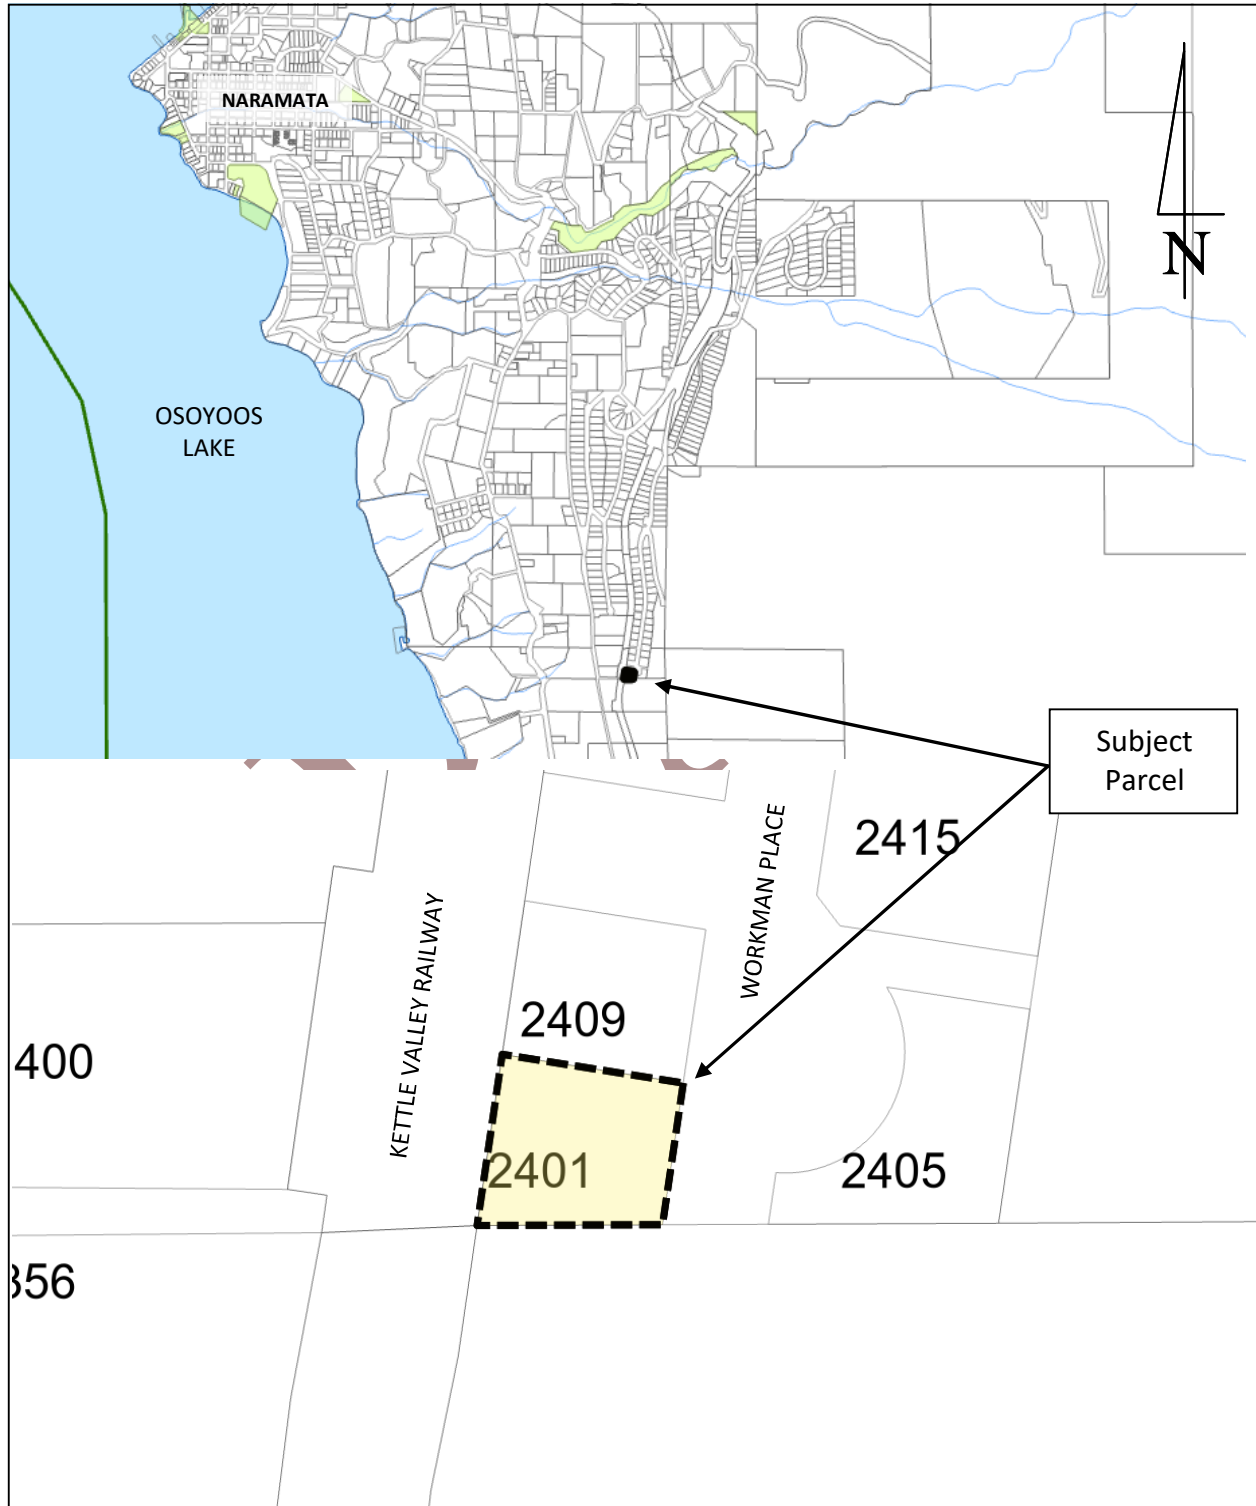 NARAMATA
N
OSOYOOS
LAKE
Subject
Parcel
2415
WORKMAN PLACE
KETTLE VALLEY RAILWAY
2409
400
2401
2405
356